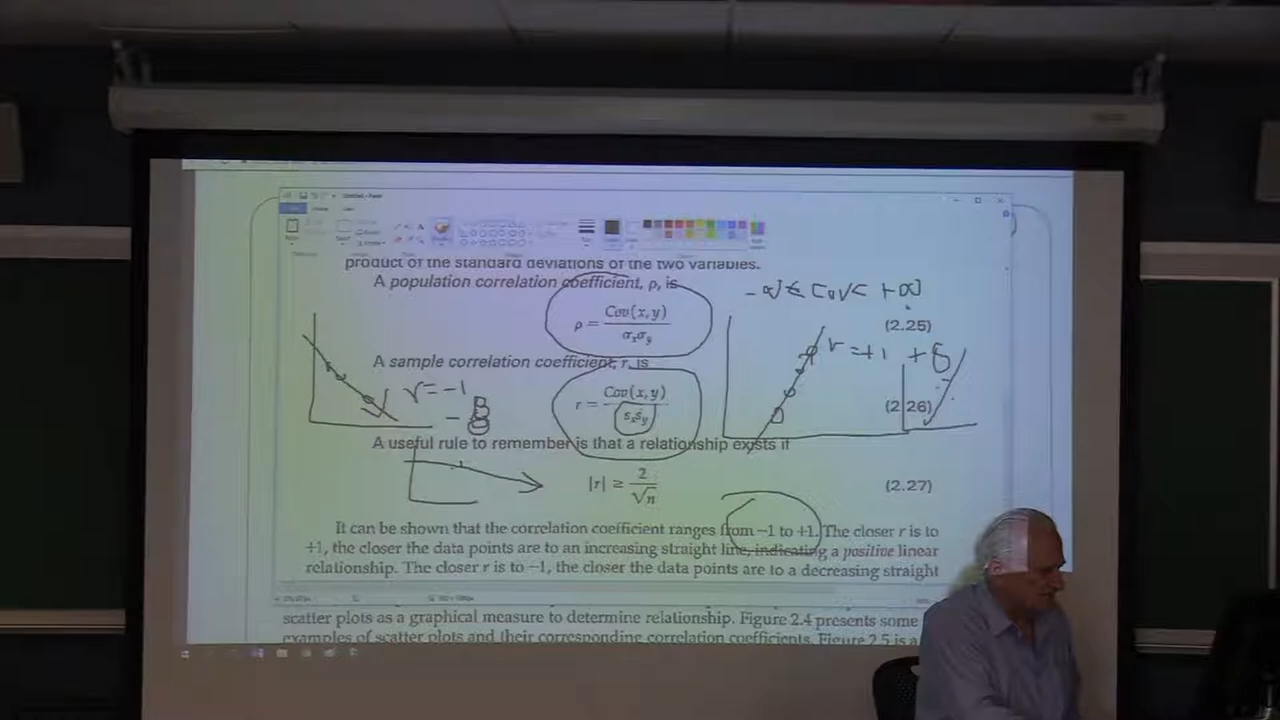 product of the standard deviations of the two variables.
A population correlation coefficient, ρ, is
-∞ ≤ Cov < +∞
ρ = Cov(x, y) / σxσy
(2.25)
r = +1
+8
A sample correlation coefficient, r, is
r = -1
-8
r = Cov(x, y) / sxsy
(2.26)
A useful rule to remember is that a relationship exists if
|r| ≥ 2 / √n
(2.27)
It can be shown that the correlation coefficient ranges from −1 to +1. The closer r is to
+1, the closer the data points are to an increasing straight line, indicating a positive linear
relationship. The closer r is to −1, the closer the data points are to a decreasing straight
scatter plots as a graphical measure to determine relationship. Figure 2.4 presents some
examples of scatter plots and their corresponding correlation coefficients. Figure 2.5 is a